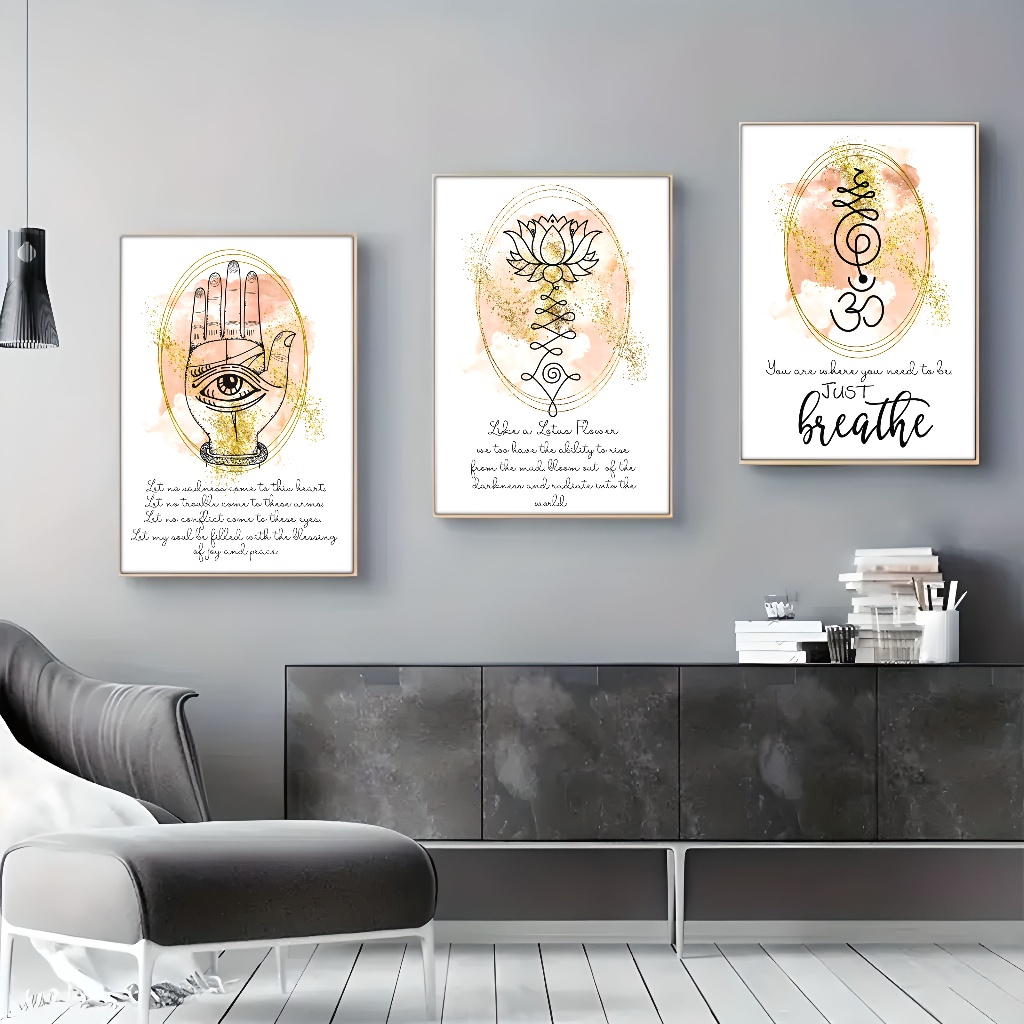 Let no sadness come to this heart.
Let no trouble come to these arms.
Let no conflict come to these eyes.
Let my soul be filled with the blessing
of joy and peace.
Like a Lotus Flower
we too have the ability to rise
from the mud, bloom out of the
darkness and radiate into the
world
You are where you need to be.
JUST
breathe
ॐ